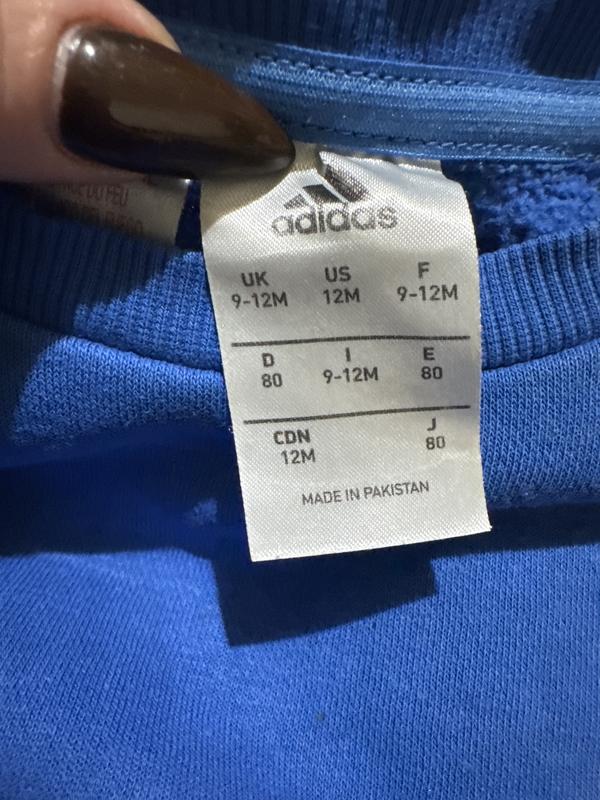 adidas
UK US F
9-12M 12M 9-12M
D I E
80 9-12M 80
CDN J
12M 80
MADE IN PAKISTAN